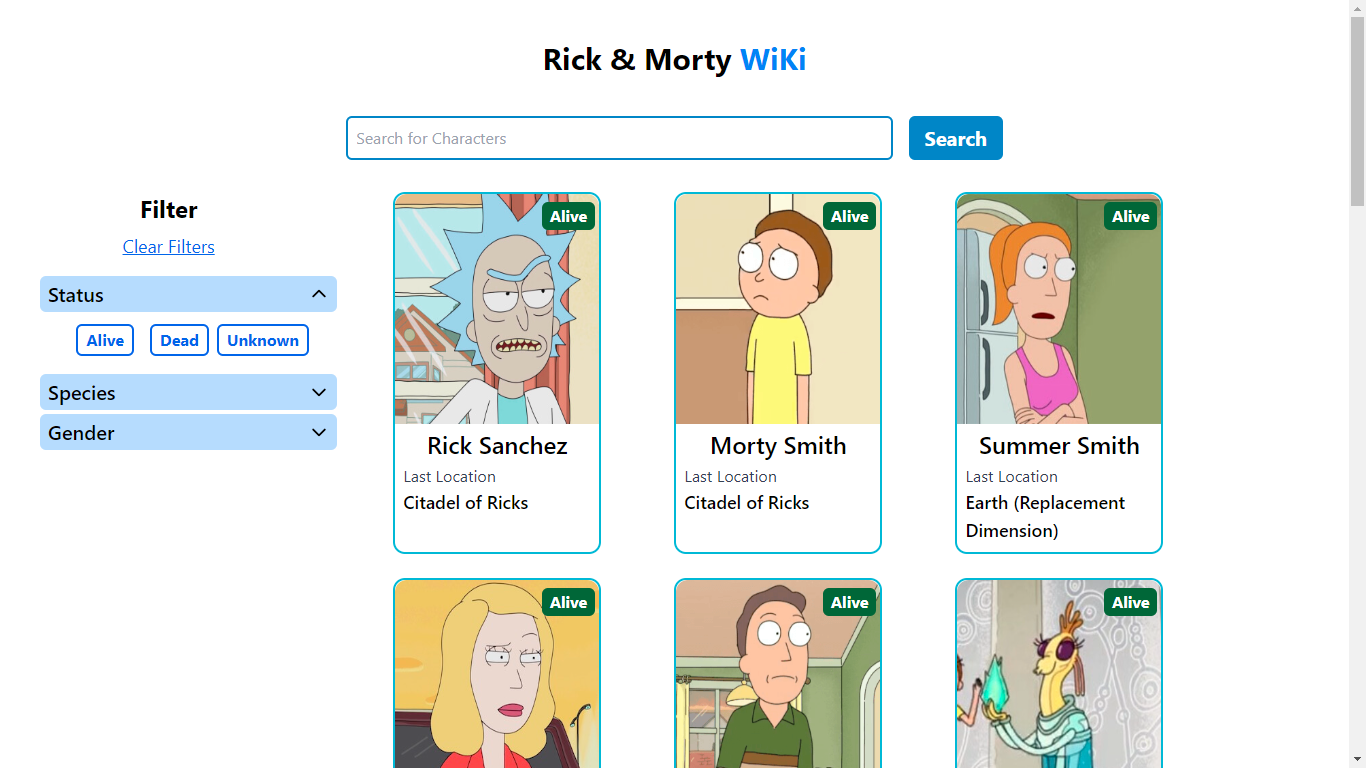 Rick & Morty WiKi
Search for Characters
Search
Filter
Clear Filters
Status
Alive
Dead
Unknown
Species
Gender
Alive
Rick Sanchez
Last Location
Citadel of Ricks
Alive
Morty Smith
Last Location
Citadel of Ricks
Alive
Summer Smith
Last Location
Earth (Replacement
Dimension)
Alive
Alive
Alive